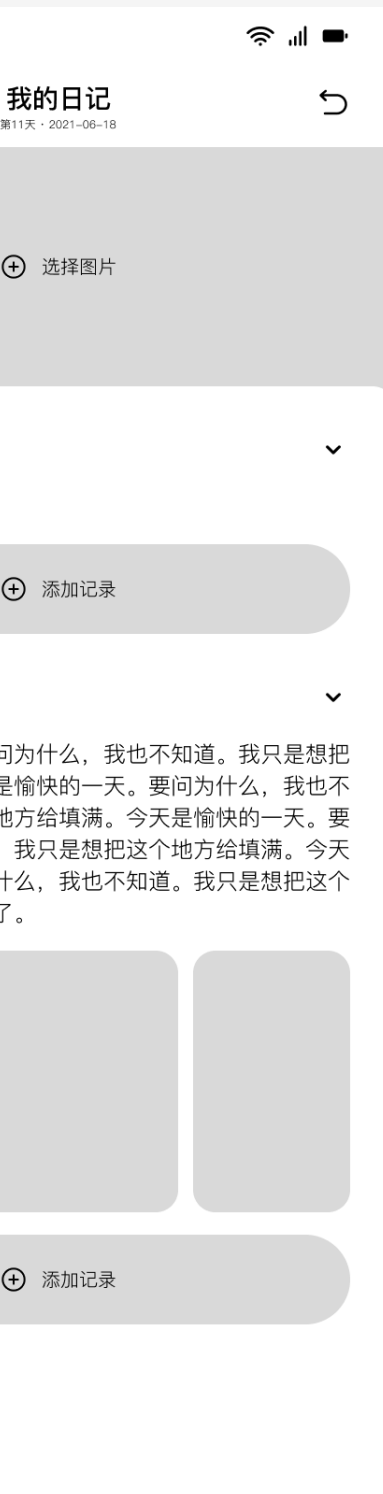 我的日记
第11天 · 2021-06-18
选择图片
添加记录
问为什么，我也不知道。我只是想把
是愉快的一天。要问为什么，我也不
地方给填满。今天是愉快的一天。要
我只是想把这个地方给填满。今天
什么，我也不知道。我只是想把这个
了。
添加记录